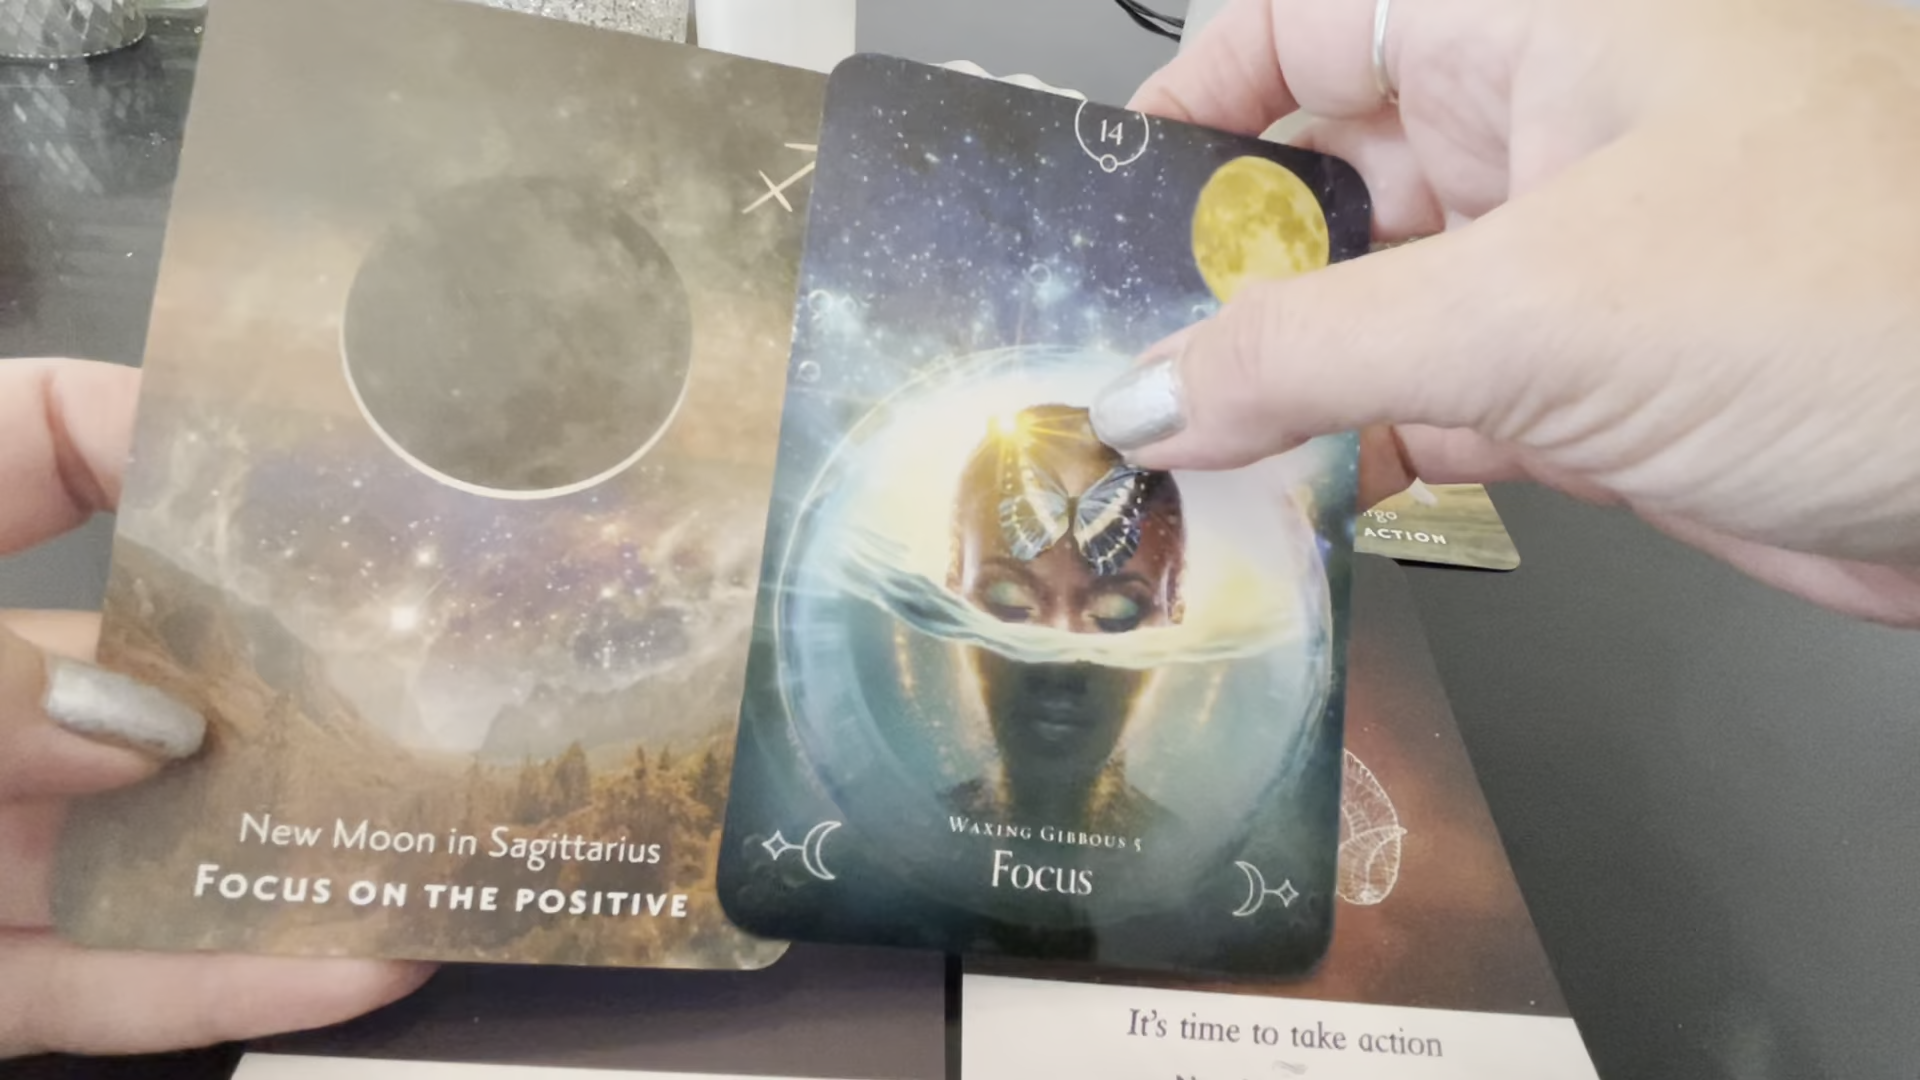 New Moon in Sagittarius
FOCUS ON THE POSITIVE
14
WAXING GIBBOUS 5
Focus
ACTION
It's time to take action